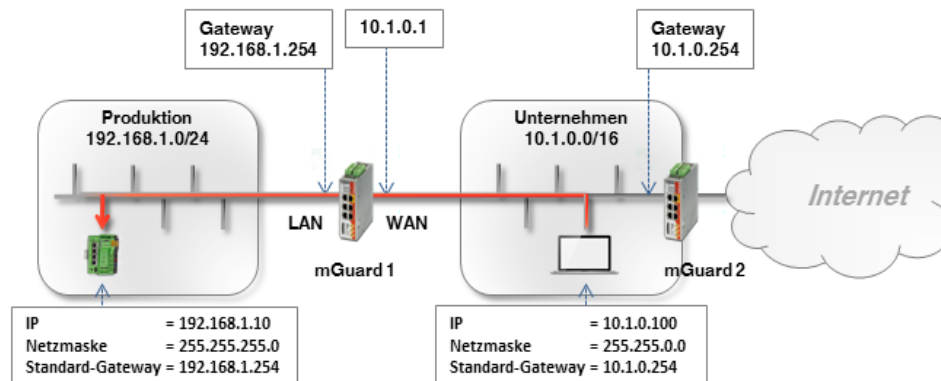 Gateway
192.168.1.254
10.1.0.1
Gateway
10.1.0.254
Produktion
192.168.1.0/24
Unternehmen
10.1.0.0/16
Internet
LAN
WAN
mGuard 1
mGuard 2
IP = 192.168.1.10
Netzmaske = 255.255.255.0
Standard-Gateway = 192.168.1.254
IP = 10.1.0.100
Netzmaske = 255.255.0.0
Standard-Gateway = 10.1.0.254